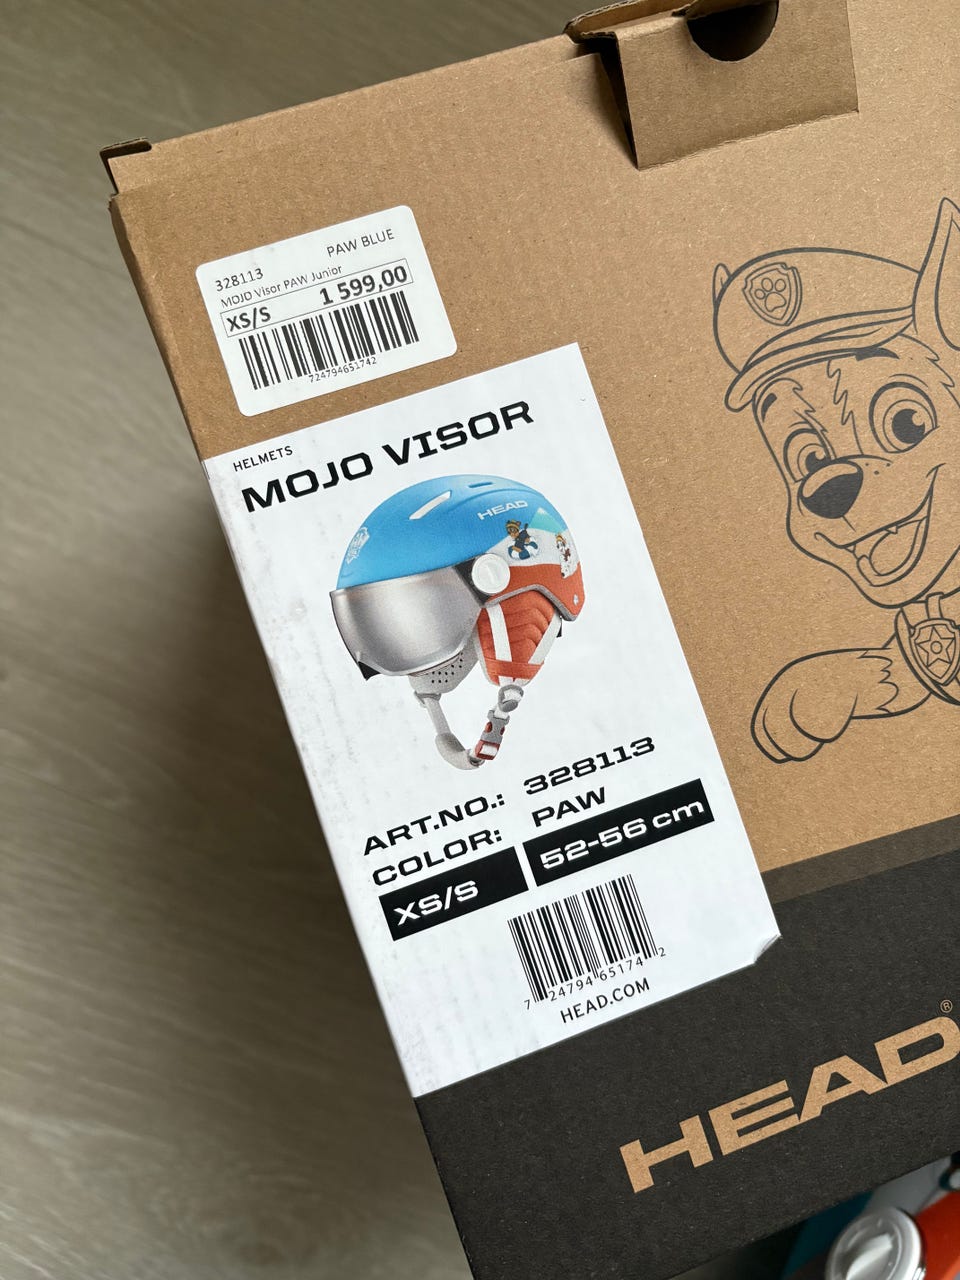 PAW BLUE
328113
MOJO Visor PAW Junior
1 599,00
XS/S
724794651742
HELMETS
MOJO VISOR
HEAD
ART.NO.: 328113
COLOR: PAW
XS/S 52-56 cm
7 24794 65174 2
HEAD.COM
HEAD®